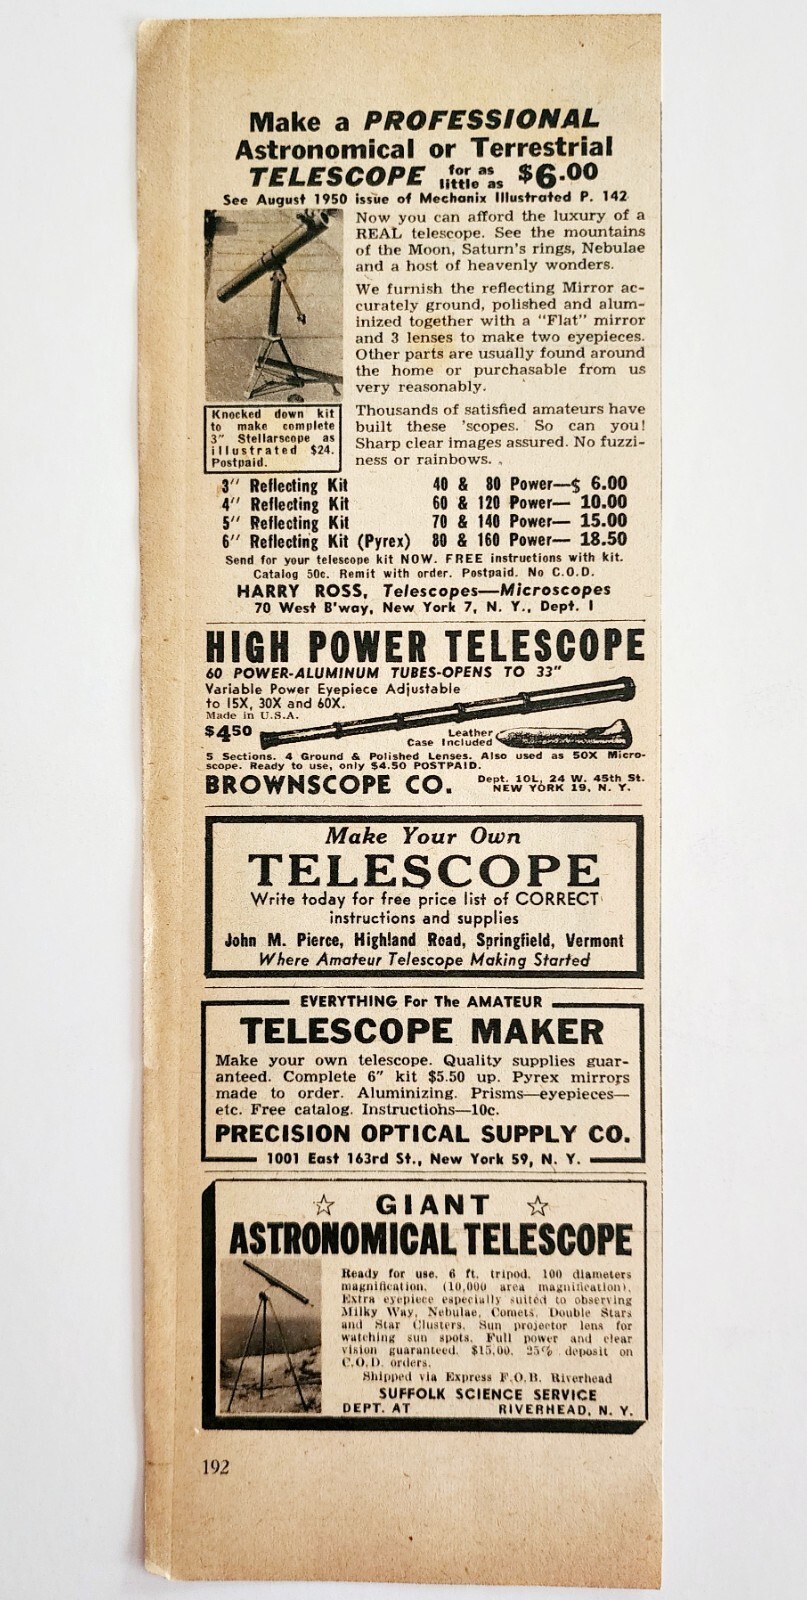 Make a PROFESSIONAL
Astronomical or Terrestrial
TELESCOPE for as little as $6.00
See August 1950 issue of Mechanix Illustrated P. 142
Now you can afford the luxury of a
REAL telescope. See the mountains
of the Moon, Saturn's rings, Nebulae
and a host of heavenly wonders.
We furnish the reflecting Mirror ac-
curately ground, polished and alum-
inized together with a "Flat" mirror
and 3 lenses to make two eyepieces.
Other parts are usually found around
the home or purchasable from us
very reasonably.
Knocked down kit
to make complete
3" Stellarscope as
illustrated $24.
Postpaid.
Thousands of satisfied amateurs have
built these 'scopes. So can you!
Sharp clear images assured. No fuzzi-
ness or rainbows.
3" Reflecting Kit 40 & 80 Power—$ 6.00
4" Reflecting Kit 60 & 120 Power— 10.00
5" Reflecting Kit 70 & 140 Power— 15.00
6" Reflecting Kit (Pyrex) 80 & 160 Power— 18.50
Send for your telescope kit NOW. FREE instructions with kit.
Catalog 50c. Remit with order. Postpaid. No C.O.D.
HARRY ROSS, Telescopes—Microscopes
70 West B'way, New York 7, N. Y., Dept. I
HIGH POWER TELESCOPE
60 POWER-ALUMINUM TUBES-OPENS TO 33"
Variable Power Eyepiece Adjustable
to 15X, 30X and 60X.
Made in U.S.A.
$4.50
Leather
Case Included
5 Sections. 4 Ground & Polished Lenses. Also used as 50X Micro-
scope. Ready to use, only $4.50 POSTPAID.
BROWNSCOPE CO. Dept. 10L, 24 W. 45th St.
NEW YORK 19, N. Y.
Make Your Own
TELESCOPE
Write today for free price list of CORRECT
instructions and supplies
John M. Pierce, Highland Road, Springfield, Vermont
Where Amateur Telescope Making Started
EVERYTHING For The AMATEUR
TELESCOPE MAKER
Make your own telescope. Quality supplies guar-
anteed. Complete 6" kit $5.50 up. Pyrex mirrors
made to order. Aluminizing. Prisms—eyepieces—
etc. Free catalog. Instructions—10c.
PRECISION OPTICAL SUPPLY CO.
1001 East 163rd St., New York 59, N. Y.
☆ GIANT ☆
ASTRONOMICAL TELESCOPE
Ready for use. 6 ft. tripod. 100 diameters
magnification. (10,000 area magnification).
Extra eyepiece especially suited to observing
Milky Way, Nebulae, Comets, Double Stars
and Star Clusters. Sun projector lens for
watching sun spots. Full power and clear
vision guaranteed. $15.00. 25% deposit on
C.O.D. orders.
Shipped via Express F.O.B. Riverhead
SUFFOLK SCIENCE SERVICE
DEPT. AT RIVERHEAD, N. Y.
192